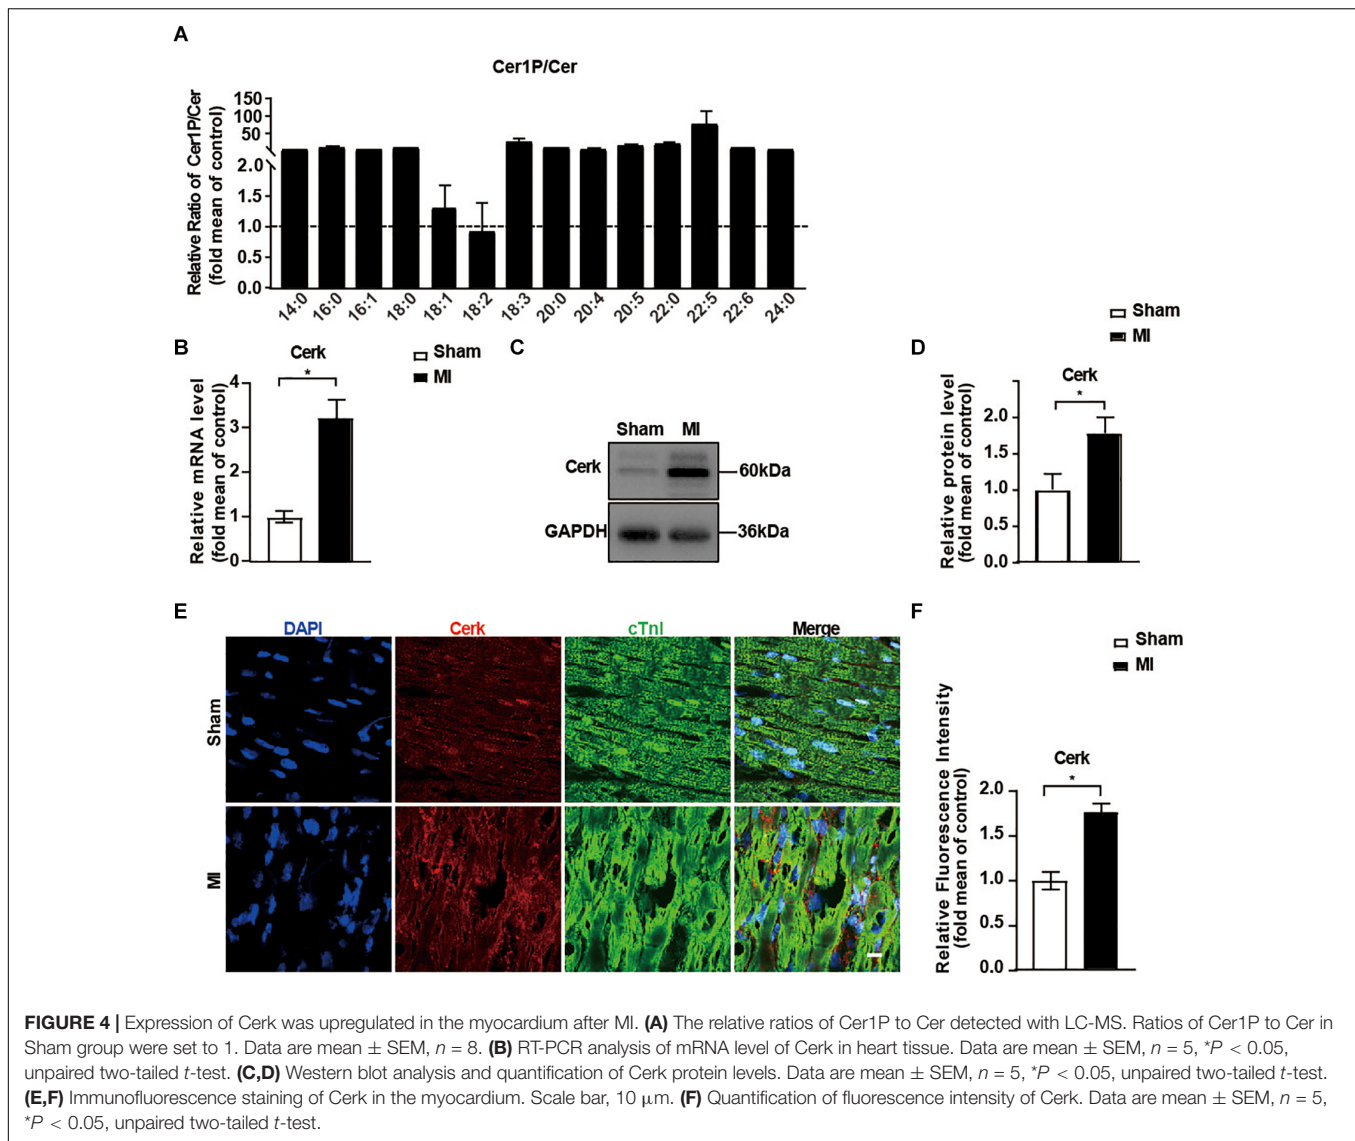 A
Cer1P/Cer
Relative Ratio of Cer1P/Cer
(fold mean of control)
150
100
50
2.0
1.5
1.0
0.5
0.0
14:0 16:0 16:1 18:0 18:1 18:2 18:3 20:0 20:4 20:5 22:0 22:5 22:6 24:0
B
Cerk
Sham
MI
*
Relative mRNA level
(fold mean of control)
4
3
2
1
0
C
Sham MI
Cerk
60kDa
GAPDH
36kDa
D
Sham
MI
Cerk
*
Relative protein level
(fold mean of control)
2.0
1.5
1.0
0.5
0.0
E
DAPI Cerk cTnI Merge
Sham
MI
F
Sham
MI
Cerk
*
Relative Fluorescence Intensity
(fold mean of control)
2.0
1.5
1.0
0.5
0.0
FIGURE 4 | Expression of Cerk was upregulated in the myocardium after MI. (A) The relative ratios of Cer1P to Cer detected with LC-MS. Ratios of Cer1P to Cer in
Sham group were set to 1. Data are mean ± SEM, n = 8. (B) RT-PCR analysis of mRNA level of Cerk in heart tissue. Data are mean ± SEM, n = 5, *P < 0.05,
unpaired two-tailed t-test. (C,D) Western blot analysis and quantification of Cerk protein levels. Data are mean ± SEM, n = 5, *P < 0.05, unpaired two-tailed t-test.
(E,F) Immunofluorescence staining of Cerk in the myocardium. Scale bar, 10 μm. (F) Quantification of fluorescence intensity of Cerk. Data are mean ± SEM, n = 5,
*P < 0.05, unpaired two-tailed t-test.